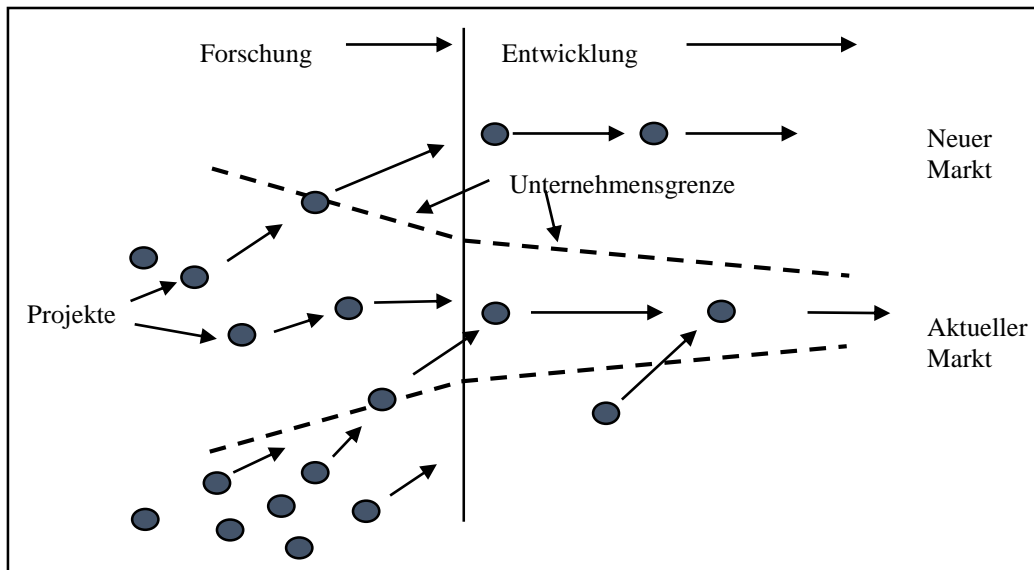 Forschung
Entwicklung
Neuer
Markt
Unternehmensgrenze
Projekte
Aktueller
Markt